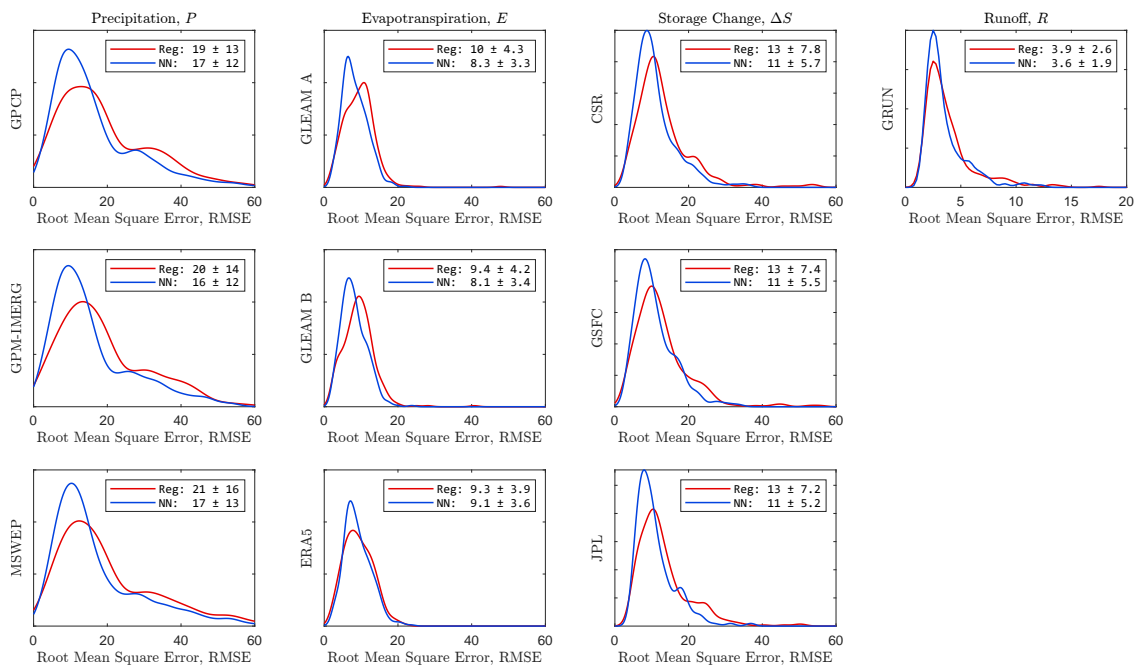 Precipitation, P
Evapotranspiration, E
Storage Change, ΔS
Runoff, R
GPCP
Reg: 19 ± 13
NN: 17 ± 12
0 20 40 60
Root Mean Square Error, RMSE
GLEAM A
Reg: 10 ± 4.3
NN: 8.3 ± 3.3
0 20 40 60
Root Mean Square Error, RMSE
CSR
Reg: 13 ± 7.8
NN: 11 ± 5.7
0 20 40 60
Root Mean Square Error, RMSE
GRUN
Reg: 3.9 ± 2.6
NN: 3.6 ± 1.9
0 5 10 15 20
Root Mean Square Error, RMSE
GPM-IMERG
Reg: 20 ± 14
NN: 16 ± 12
0 20 40 60
Root Mean Square Error, RMSE
GLEAM B
Reg: 9.4 ± 4.2
NN: 8.1 ± 3.4
0 20 40 60
Root Mean Square Error, RMSE
GSFC
Reg: 13 ± 7.4
NN: 11 ± 5.5
0 20 40 60
Root Mean Square Error, RMSE
MSWEP
Reg: 21 ± 16
NN: 17 ± 13
0 20 40 60
Root Mean Square Error, RMSE
ERA5
Reg: 9.3 ± 3.9
NN: 9.1 ± 3.6
0 20 40 60
Root Mean Square Error, RMSE
JPL
Reg: 13 ± 7.2
NN: 11 ± 5.2
0 20 40 60
Root Mean Square Error, RMSE